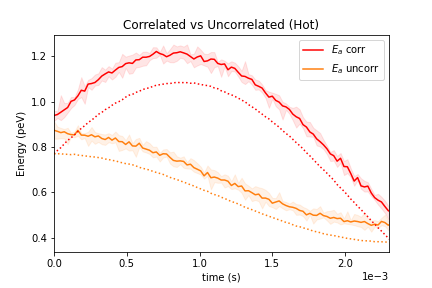 Correlated vs Uncorrelated (Hot)
Energy (peV)
1.2
1.0
0.8
0.6
0.4
E_a corr
E_a uncorr
0.0 0.5 1.0 1.5 2.0
1e−3
time (s)